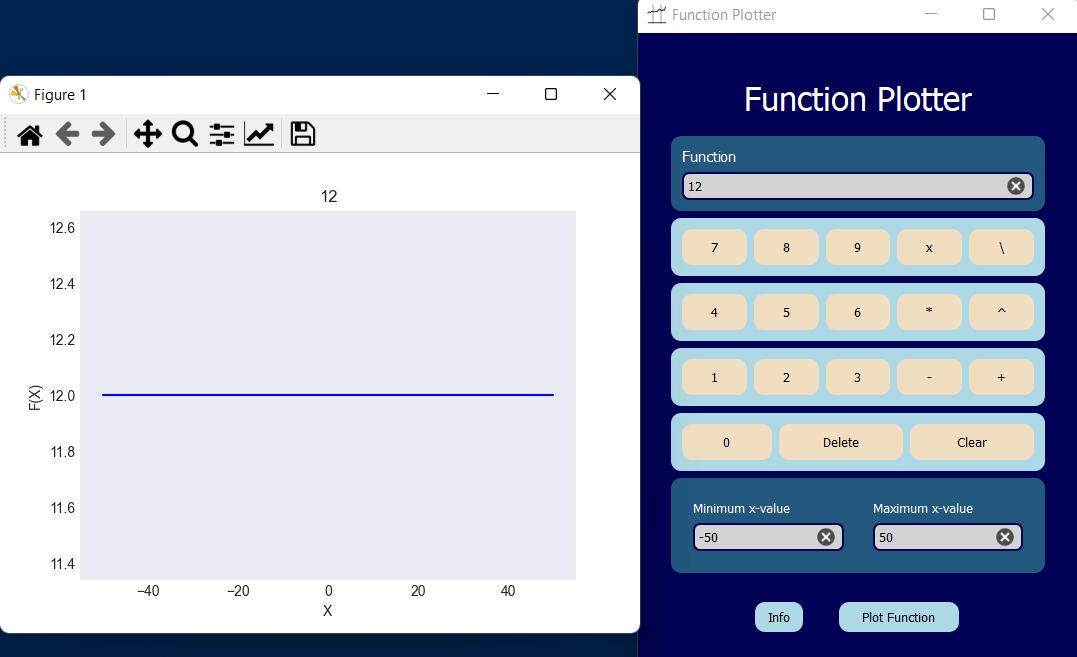 Figure 1
12
12.6
12.4
12.2
12.0
11.8
11.6
11.4
F(X)
−40 −20 0 20 40
X
Function Plotter
Function Plotter
Function
12
7 8 9 x \
4 5 6 * ^
1 2 3 - +
0 Delete Clear
Minimum x-value Maximum x-value
-50 50
Info Plot Function